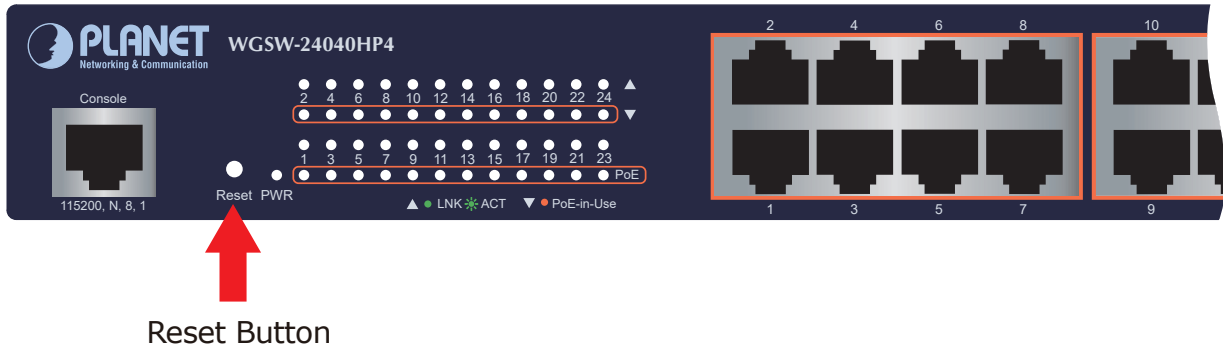 PLANET
Networking & Communication
WGSW-24040HP4
Console
115200, N, 8, 1
Reset
PWR
2 4 6 8 10 12 14 16 18 20 22 24 ▲
▼
1 3 5 7 9 11 13 15 17 19 21 23
PoE
▲ LNK ACT ▼ PoE-in-Use
2 4 6 8 10
1 3 5 7 9
Reset Button